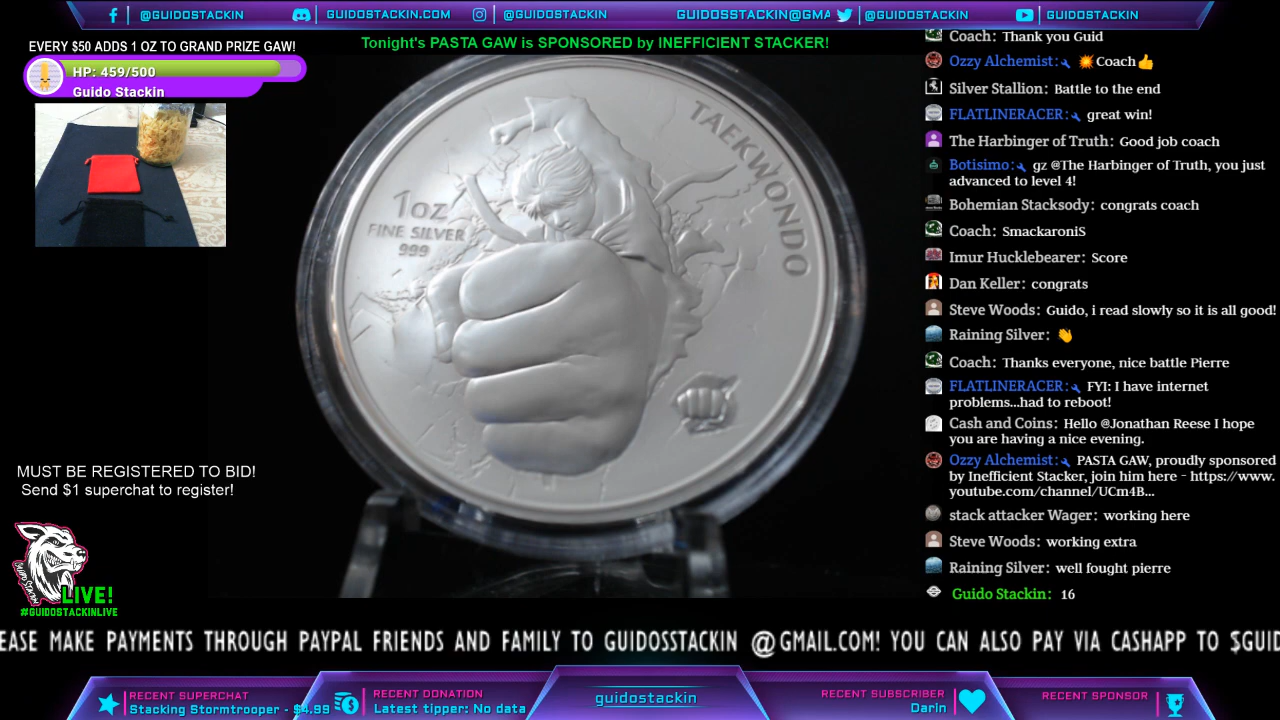 @GUIDOSTACKIN
GUIDOSTACKIN.COM
@GUIDOSTACKIN
GUIDOSSTACKIN@GMA
@GUIDOSTACKIN
GUIDOSTACKIN
EVERY $50 ADDS 1 OZ TO GRAND PRIZE GAW!
HP: 459/500
Guido Stackin
Tonight's PASTA GAW is SPONSORED by INEFFICIENT STACKER!
TAEKWONDO
1oz
FINE SILVER
999
MUST BE REGISTERED TO BID!
Send $1 superchat to register!
LIVE!
#GUIDOSTACKINLIVE
Coach: Thank you Guid
Ozzy Alchemist: 💥Coach👍
Silver Stallion: Battle to the end
FLATLINERACER: great win!
The Harbinger of Truth: Good job coach
Botisimo: gz @The Harbinger of Truth, you just
advanced to level 4!
Bohemian Stacksody: congrats coach
Coach: SmackaroniS
Imur Hucklebearer: Score
Dan Keller: congrats
Steve Woods: Guido, i read slowly so it is all good!
Raining Silver: 👏
Coach: Thanks everyone, nice battle Pierre
FLATLINERACER: FYI: I have internet
problems...had to reboot!
Cash and Coins: Hello @Jonathan Reese I hope
you are having a nice evening.
Ozzy Alchemist: PASTA GAW, proudly sponsored
by Inefficient Stacker, join him here - https://www.
youtube.com/channel/UCm4B...
stack attacker Wager: working here
Steve Woods: working extra
Raining Silver: well fought pierre
Guido Stackin: 16
EASE MAKE PAYMENTS THROUGH PAYPAL FRIENDS AND FAMILY TO GUIDOSSTACKIN @GMAIL.COM! YOU CAN ALSO PAY VIA CASHAPP TO $GUID
RECENT SUPERCHAT
Stacking Stormtrooper - $4.99
RECENT DONATION
Latest tipper: No data
guidostackin
RECENT SUBSCRIBER
Darin
RECENT SPONSOR